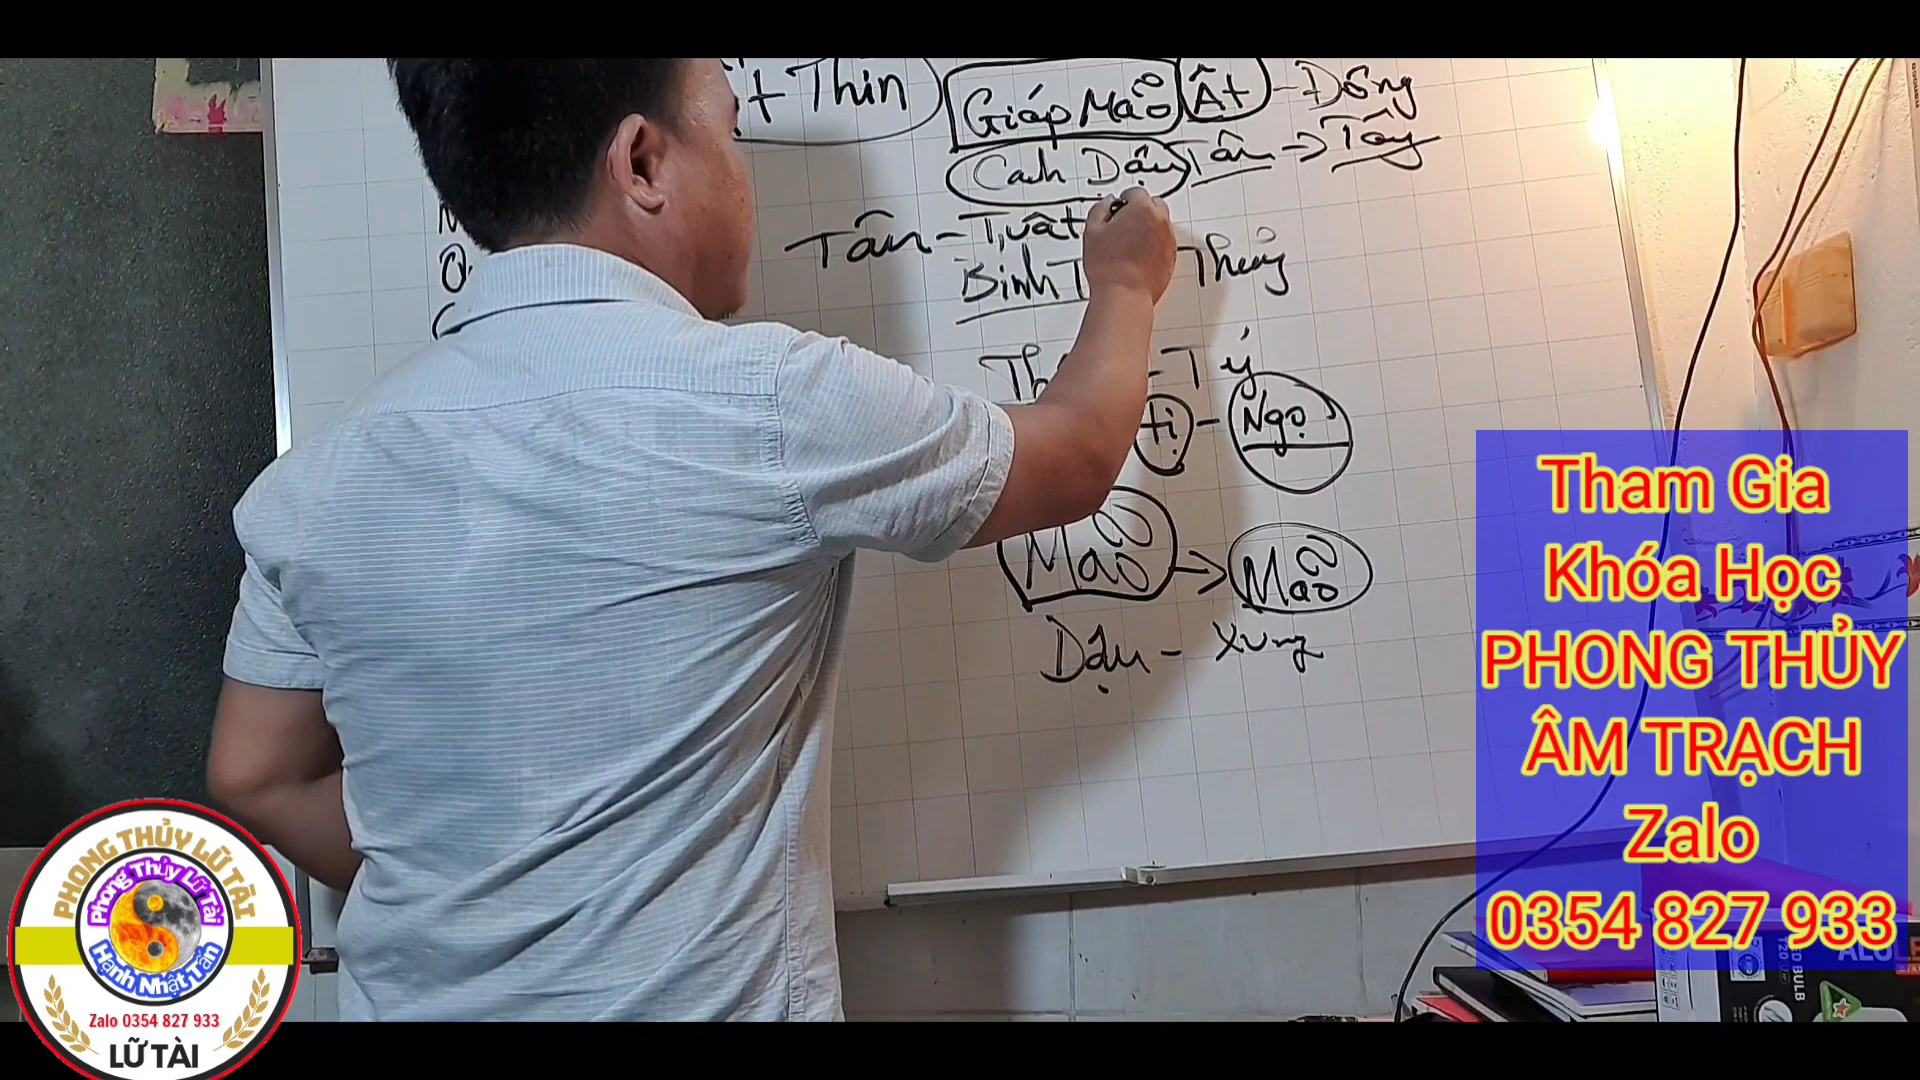 Thìn
Giáp Mão Ất - Đông
Canh Dậu Tân -> Tây
Tân - Tuất
Bính Thủy
Tý
tị - Ngọ
Mão -> Mão
Dậu - Xung
Tham Gia
Khóa Học
PHONG THỦY
ÂM TRẠCH
Zalo
0354 827 933
PHONG THỦY LỮ TÀI
Phong Thủy Lữ Tài
Hạnh Nhật Tấn
Zalo 0354 827 933
LỮ TÀI